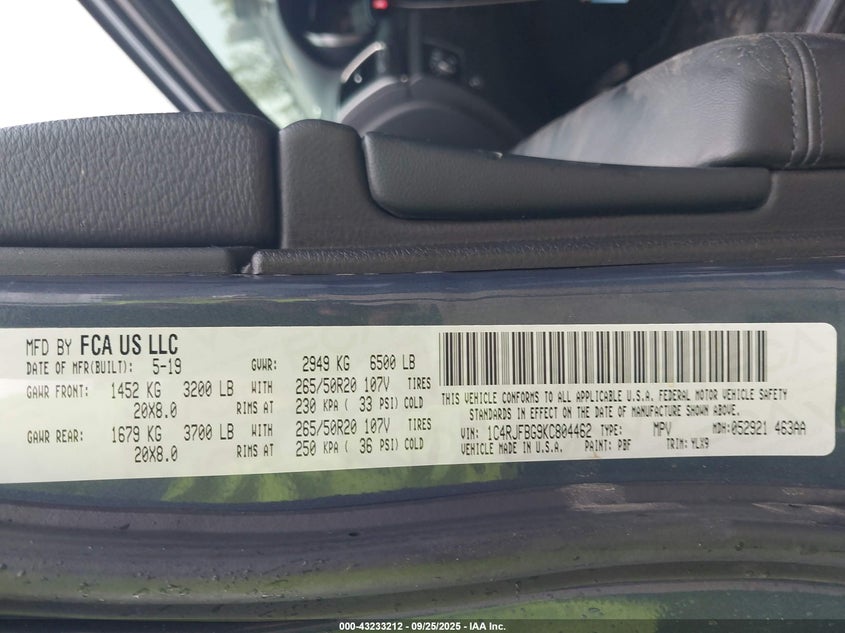 MFD BY FCA US LLC
DATE OF MFR(BUILT): 5-19 GVWR: 2949 KG 6500 LB
GAWR FRONT: 1452 KG 3200 LB WITH 265/50R20 107V TIRES
20X8.0 RIMS AT 230 KPA ( 33 PSI) COLD
GAWR REAR: 1679 KG 3700 LB WITH 265/50R20 107V TIRES
20X8.0 RIMS AT 250 KPA ( 36 PSI) COLD
THIS VEHICLE CONFORMS TO ALL APPLICABLE U.S.A. FEDERAL MOTOR VEHICLE SAFETY
STANDARDS IN EFFECT ON THE DATE OF MANUFACTURE SHOWN ABOVE.
VIN: 1C4RJFBG9KC804462 TYPE: MPV MDH: 052921 463AA
VEHICLE MADE IN U.S.A. PAINT: PBF TRIM: YLX9
000-43233212 - 09/25/2025 - IAA Inc.